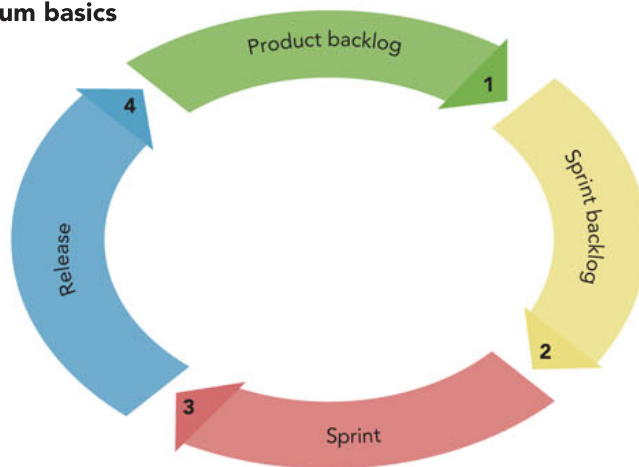 um basics
Product backlog
1
Sprint backlog
2
Sprint
3
Release
4